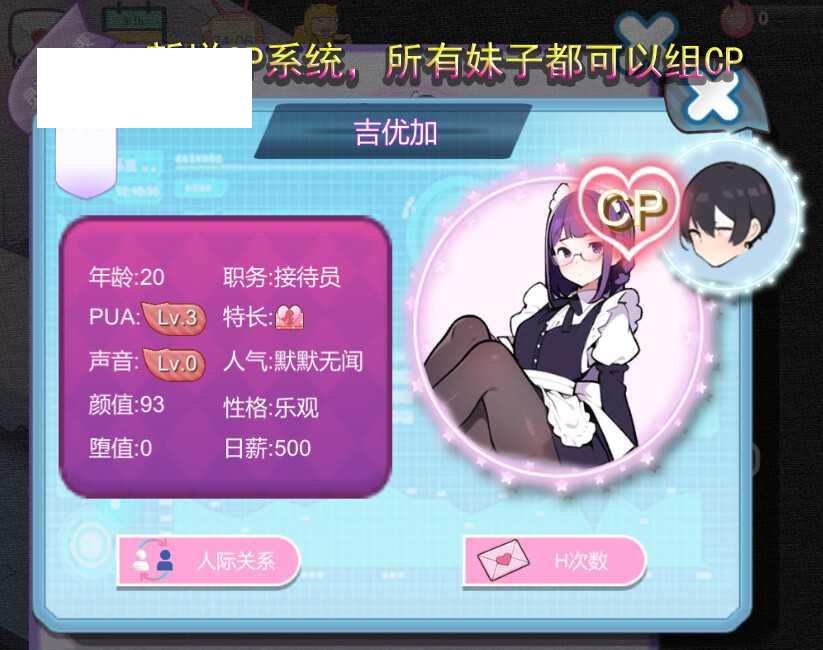 CP系统，所有妹子都可以组CP
吉优加
CP
年龄:20 职务:接待员
PUA: Lv.3 特长:
声音: Lv.0 人气:默默无闻
颜值:93 性格:乐观
堕值:0 日薪:500
人际关系 H次数